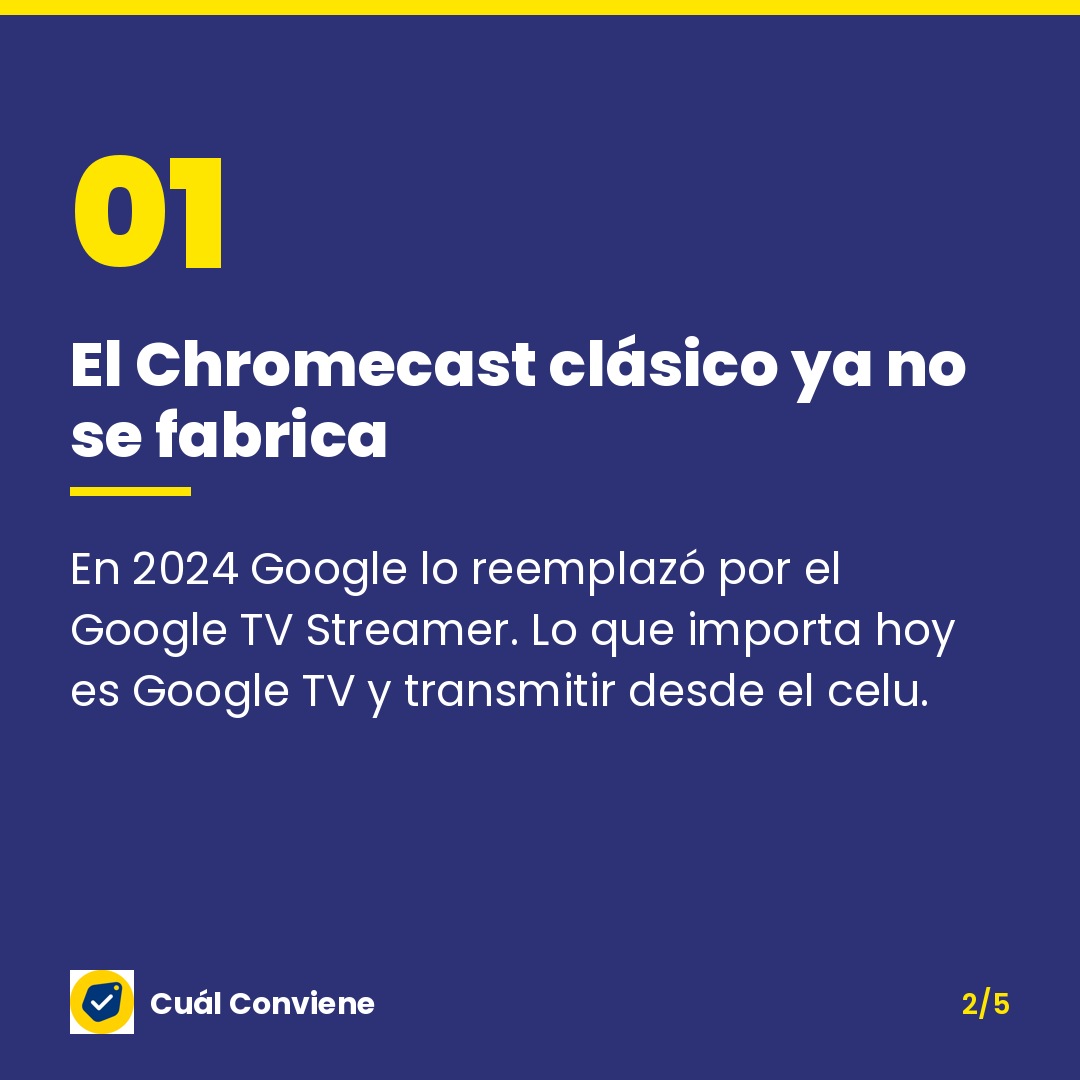 01
El Chromecast clásico ya no
se fabrica
En 2024 Google lo reemplazó por el
Google TV Streamer. Lo que importa hoy
es Google TV y transmitir desde el celu.
Cuál Conviene
2/5